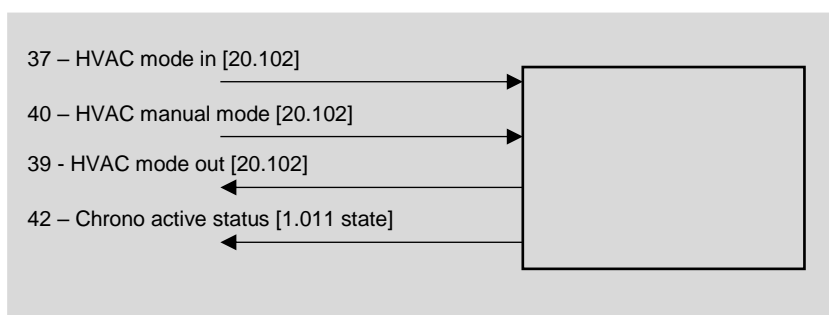 37 – HVAC mode in [20.102]
40 – HVAC manual mode [20.102]
39 - HVAC mode out [20.102]
42 – Chrono active status [1.011 state]